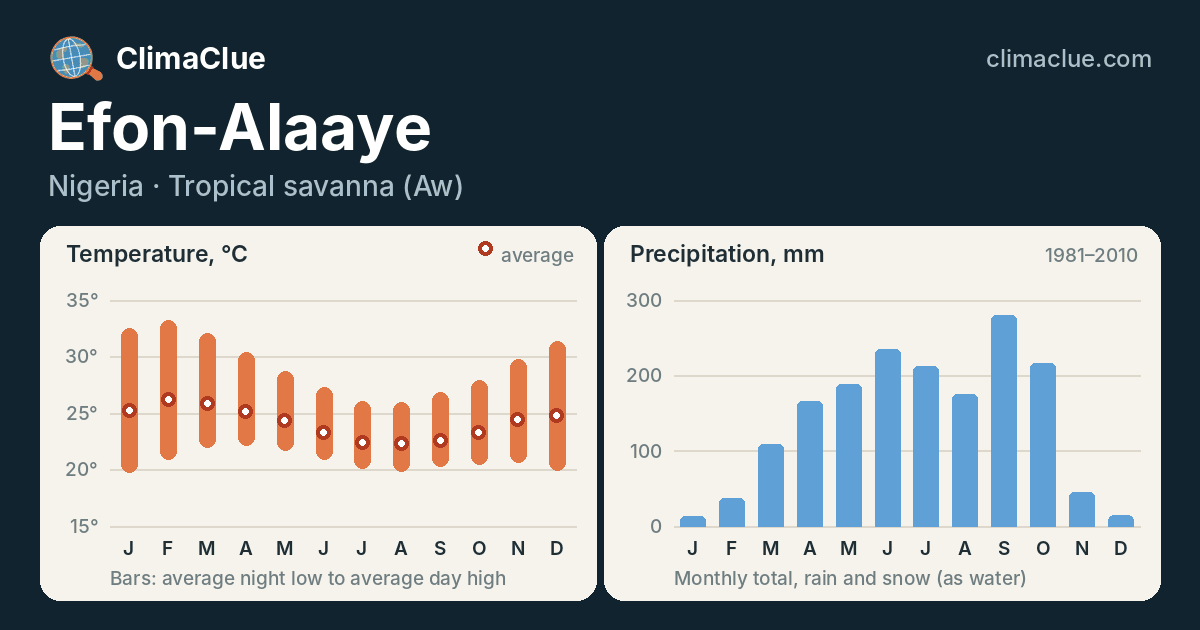 ClimaClue
climaclue.com
Efon-Alaaye
Nigeria · Tropical savanna (Aw)
Temperature, °C
average
35°
30°
25°
20°
15°
J F M A M J J A S O N D
Bars: average night low to average day high
Precipitation, mm
1981–2010
300
200
100
0
J F M A M J J A S O N D
Monthly total, rain and snow (as water)